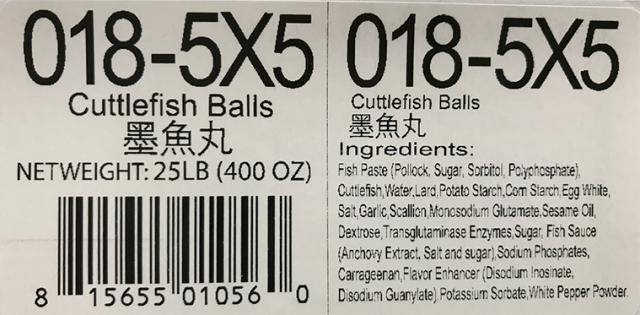 018-5X5
Cuttlefish Balls
墨魚丸
NETWEIGHT: 25LB (400 OZ)
8 15655 01056 0
018-5X5
Cuttlefish Balls
墨魚丸
Ingredients:
Fish Paste (Pollock, Sugar, Sorbitol, Polyphosphate),
Cuttlefish,Water,Lard,Potato Starch,Corn Starch,Egg White,
Salt,Garlic,Scallion,Monosodium Glutamate,Sesame Oil,
Dextrose,Transglutaminase Enzymes,Sugar, Fish Sauce
(Anchovy Extract, Salt and sugar),Sodium Phosphates,
Carrageenan,Flavor Enhancer (Disodium Inosinate,
Disodium Guanylate),Potassium Sorbate,White Pepper Powder.